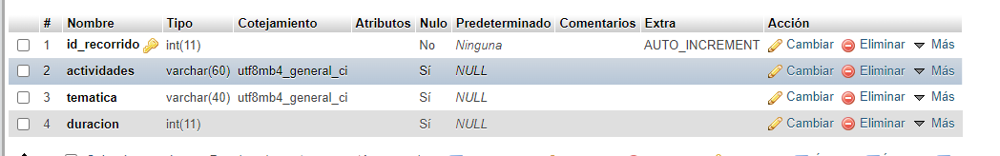 # Nombre Tipo Cotejamiento Atributos Nulo Predeterminado Comentarios Extra Acción
1 id_recorrido int(11) No Ninguna AUTO_INCREMENT Cambiar Eliminar Más
2 actividades varchar(60) utf8mb4_general_ci Sí NULL Cambiar Eliminar Más
3 tematica varchar(40) utf8mb4_general_ci Sí NULL Cambiar Eliminar Más
4 duracion int(11) Sí NULL Cambiar Eliminar Más